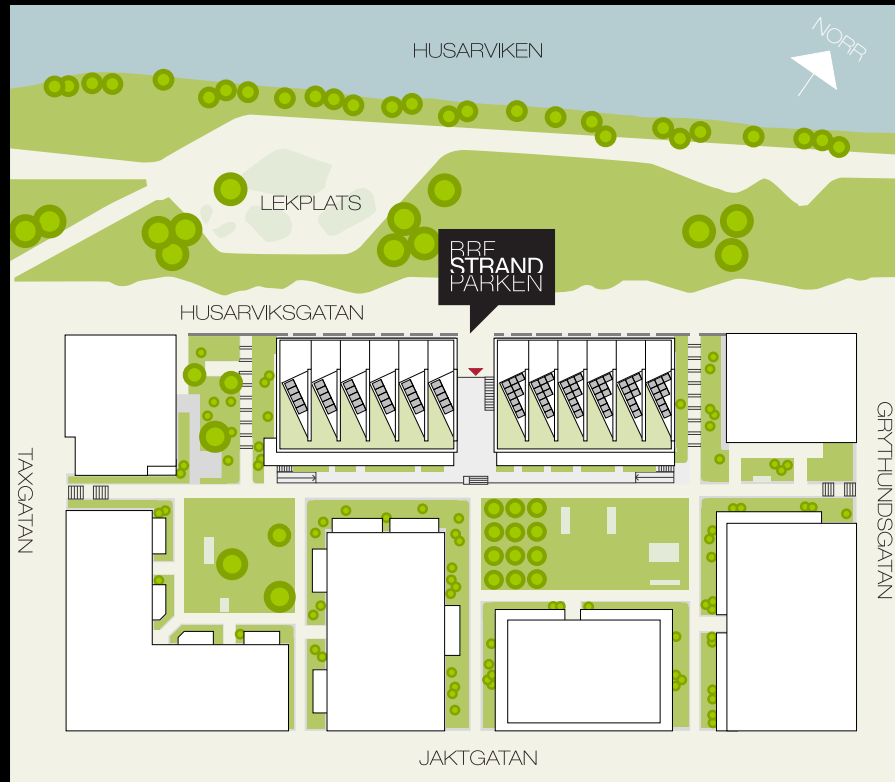 HUSARVIKEN
NORR
LEKPLATS
BRF
STRAND
PARKEN
HUSARVIKSGATAN
TAXGATAN
GRYTHUNDSGATAN
JAKTGATAN